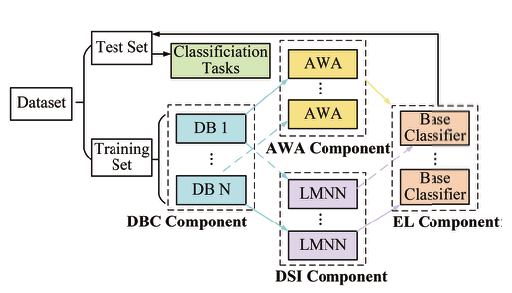 Test Set
Classificiation
Tasks
Dataset
Training
Set
DB 1
⋮
DB N
DBC Component
AWA
...
AWA
AWA Component
LMNN
...
LMNN
DSI Component
Base
Classifier
...
Base
Classifier
EL Component